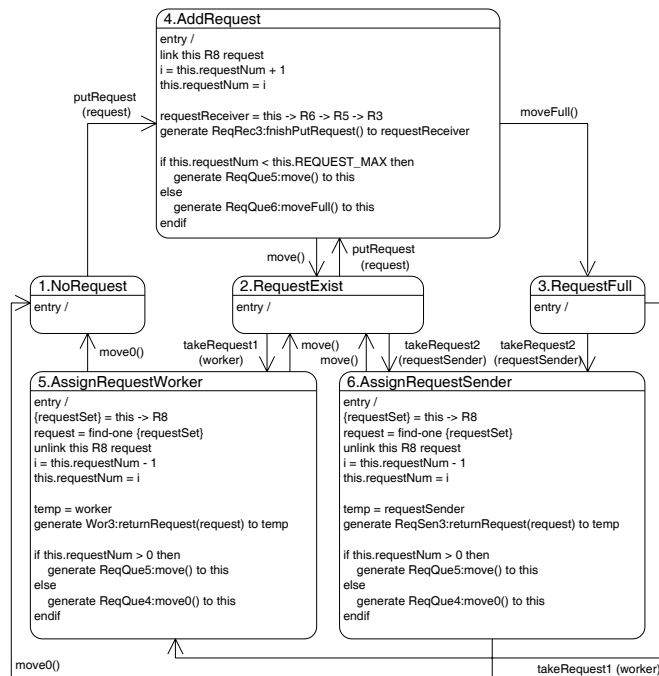 4.AddRequest
entry /
link this R8 request
i = this.requestNum + 1
this.requestNum = i
requestReceiver = this -> R6 -> R5 -> R3
generate ReqRec3:fnishPutRequest() to requestReceiver
if this.requestNum < this.REQUEST_MAX then
generate ReqQue5:move() to this
else
generate ReqQue6:moveFull() to this
endif
putRequest
(request)
moveFull()
move()
putRequest
(request)
1.NoRequest
entry /
2.RequestExist
entry /
3.RequestFull
entry /
move0()
takeRequest1
(worker)
move()
move()
takeRequest2
(requestSender)
takeRequest2
(requestSender)
5.AssignRequestWorker
entry /
{requestSet} = this -> R8
request = find-one {requestSet}
unlink this R8 request
i = this.requestNum - 1
this.requestNum = i
temp = worker
generate Wor3:returnRequest(request) to temp
if this.requestNum > 0 then
generate ReqQue5:move() to this
else
generate ReqQue4:move0() to this
endif
6.AssignRequestSender
entry /
{requestSet} = this -> R8
request = find-one {requestSet}
unlink this R8 request
i = this.requestNum - 1
this.requestNum = i
temp = requestSender
generate ReqSen3:returnRequest(request) to temp
if this.requestNum > 0 then
generate ReqQue5:move() to this
else
generate ReqQue4:move0() to this
endif
move0()
takeRequest1 (worker)